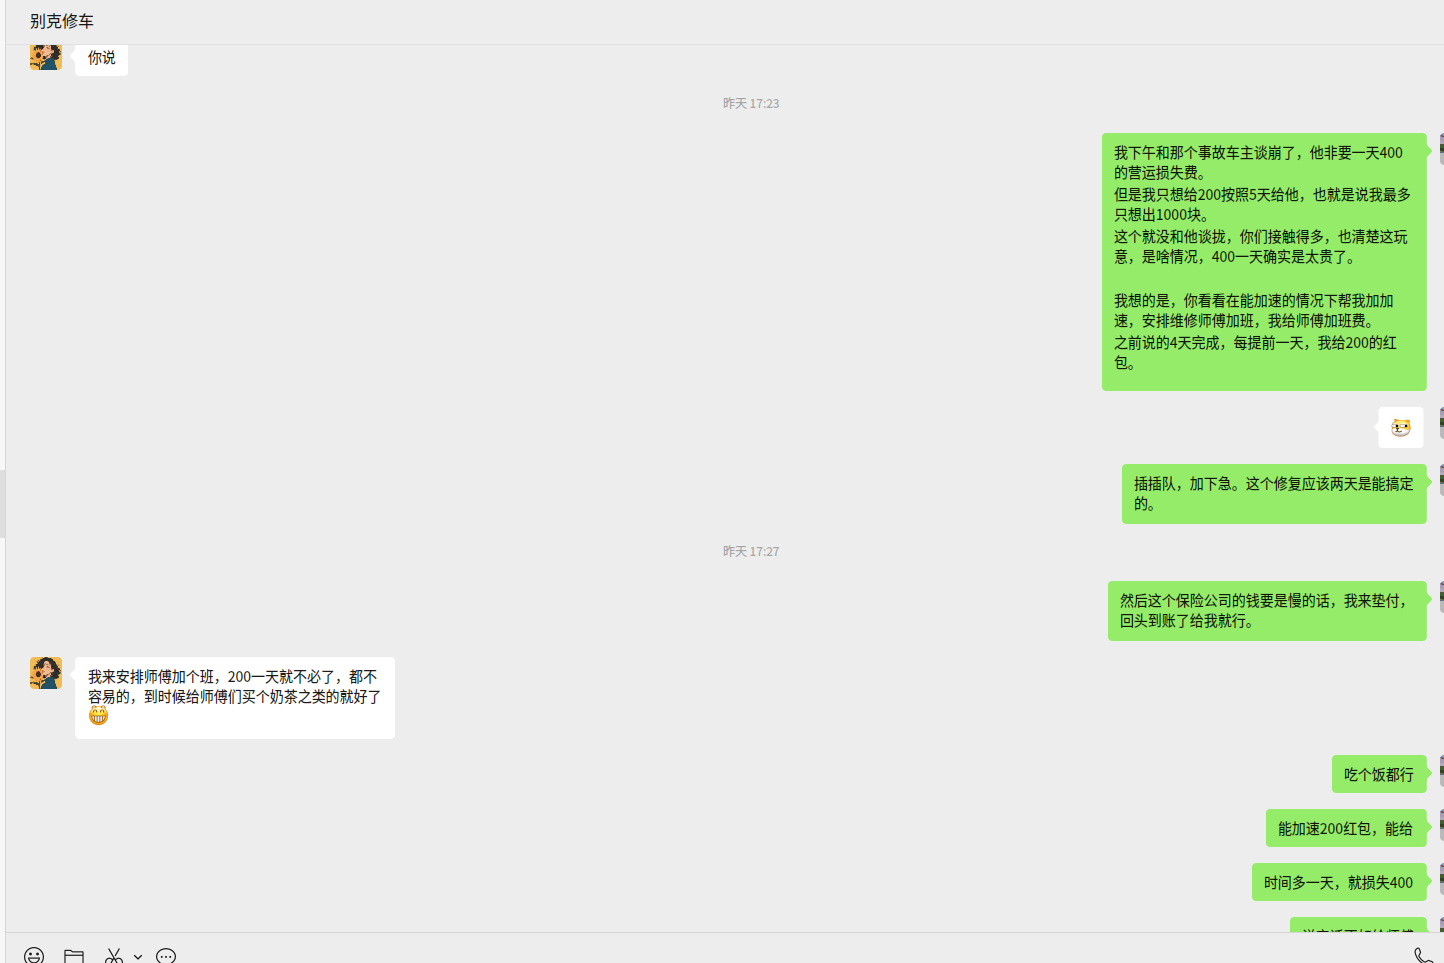 别克修车
你说
昨天 17:23
我下午和那个事故车主谈崩了，他非要一天400
的营运损失费。
但是我只想给200按照5天给他，也就是说我最多
只想出1000块。
这个就没和他谈拢，你们接触得多，也清楚这玩
意，是啥情况，400一天确实是太贵了。
我想的是，你看看在能加速的情况下帮我加加
速，安排维修师傅加班，我给师傅加班费。
之前说的4天完成，每提前一天，我给200的红
包。
插插队，加下急。这个修复应该两天是能搞定
的。
昨天 17:27
然后这个保险公司的钱要是慢的话，我来垫付，
回头到账了给我就行。
我来安排师傅加个班，200一天就不必了，都不
容易的，到时候给师傅们买个奶茶之类的就好了
吃个饭都行
能加速200红包，能给
时间多一天，就损失400